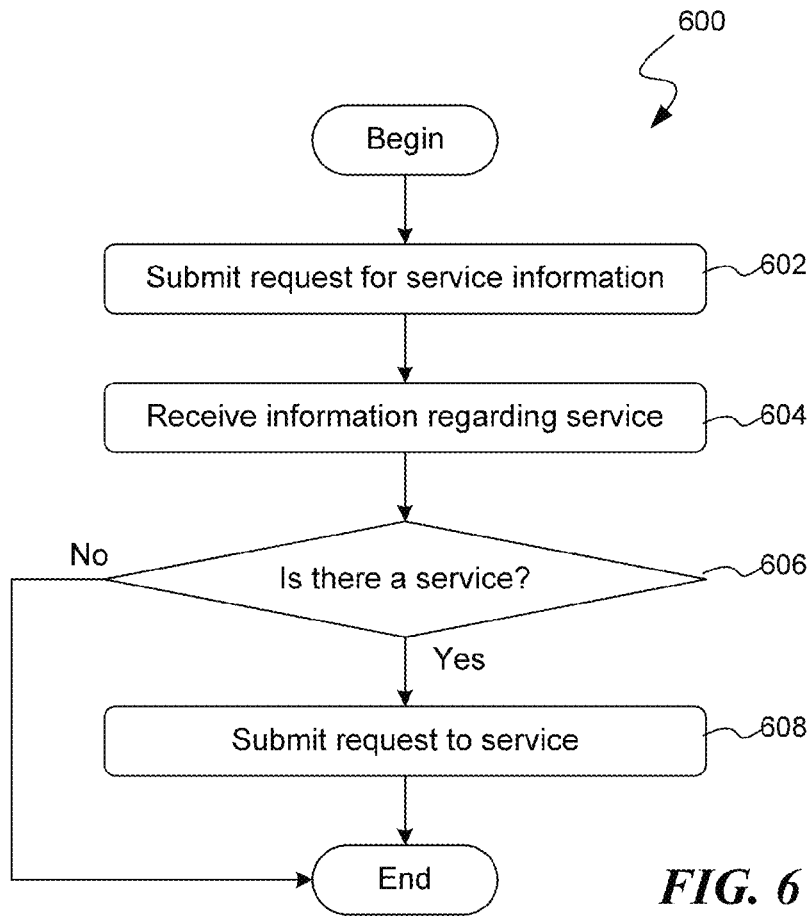 600
Begin
Submit request for service information
602
Receive information regarding service
604
No
Is there a service?
606
Yes
Submit request to service
608
End
FIG. 6